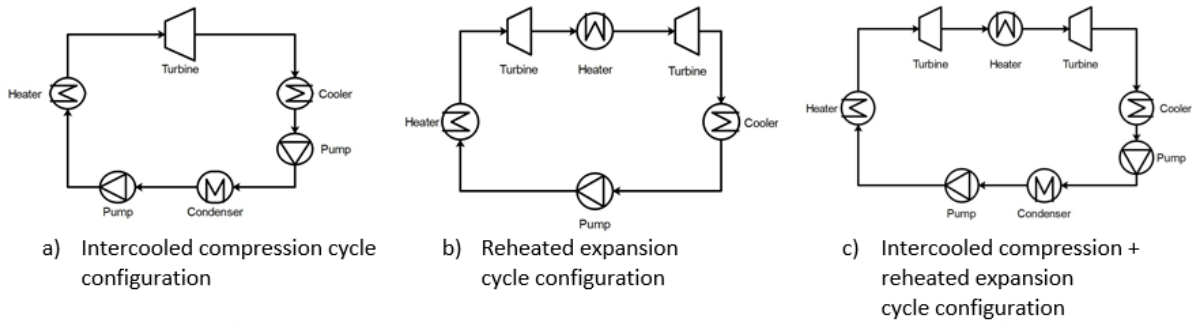 Turbine
Heater
Cooler
Pump
Pump
Condenser
a) Intercooled compression cycle
configuration
Turbine
Heater
Turbine
Heater
Cooler
Pump
b) Reheated expansion
cycle configuration
Turbine
Heater
Turbine
Heater
Cooler
Pump
Pump
Condenser
c) Intercooled compression +
reheated expansion
cycle configuration